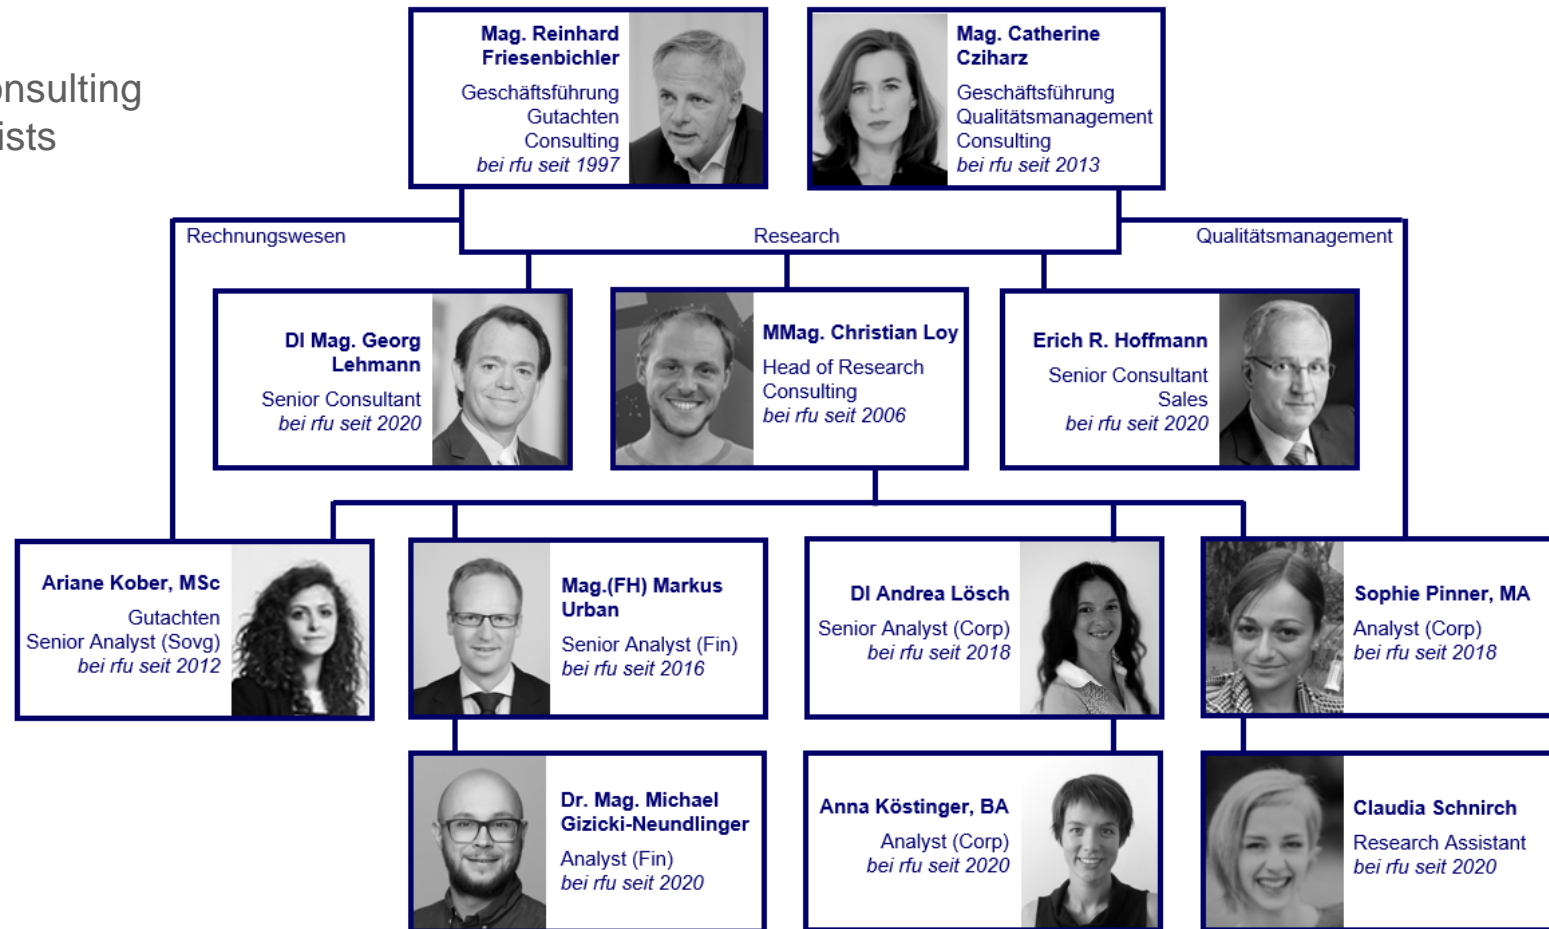 onsulting
ists
Mag. Reinhard
Friesenbichler
Geschäftsführung
Gutachten
Consulting
bei rfu seit 1997
Mag. Catherine
Cziharz
Geschäftsführung
Qualitätsmanagement
Consulting
bei rfu seit 2013
Rechnungswesen
Research
Qualitätsmanagement
DI Mag. Georg
Lehmann
Senior Consultant
bei rfu seit 2020
MMag. Christian Loy
Head of Research
Consulting
bei rfu seit 2006
Erich R. Hoffmann
Senior Consultant
Sales
bei rfu seit 2020
Ariane Kober, MSc
Gutachten
Senior Analyst (Sovg)
bei rfu seit 2012
Mag.(FH) Markus
Urban
Senior Analyst (Fin)
bei rfu seit 2016
DI Andrea Lösch
Senior Analyst (Corp)
bei rfu seit 2018
Sophie Pinner, MA
Analyst (Corp)
bei rfu seit 2018
Dr. Mag. Michael
Gizicki-Neundlinger
Analyst (Fin)
bei rfu seit 2020
Anna Köstinger, BA
Analyst (Corp)
bei rfu seit 2020
Claudia Schnirch
Research Assistant
bei rfu seit 2020